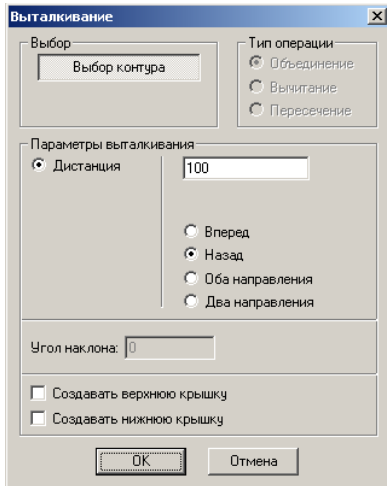 Выталкивание
Выбор
Выбор контура
Тип операции
Объединение
Вычитание
Пересечение
Параметры выталкивания
Дистанция
100
Вперед
Назад
Оба направления
Два направления
Угол наклона: 0
Создавать верхнюю крышку
Создавать нижнюю крышку
OK Отмена